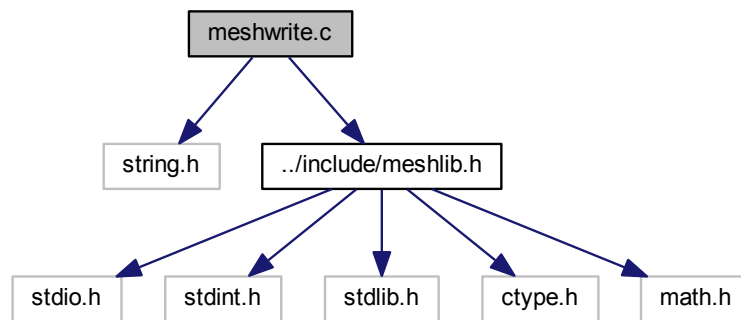 meshwrite.c
string.h
../include/meshlib.h
stdio.h
stdint.h
stdlib.h
ctype.h
math.h